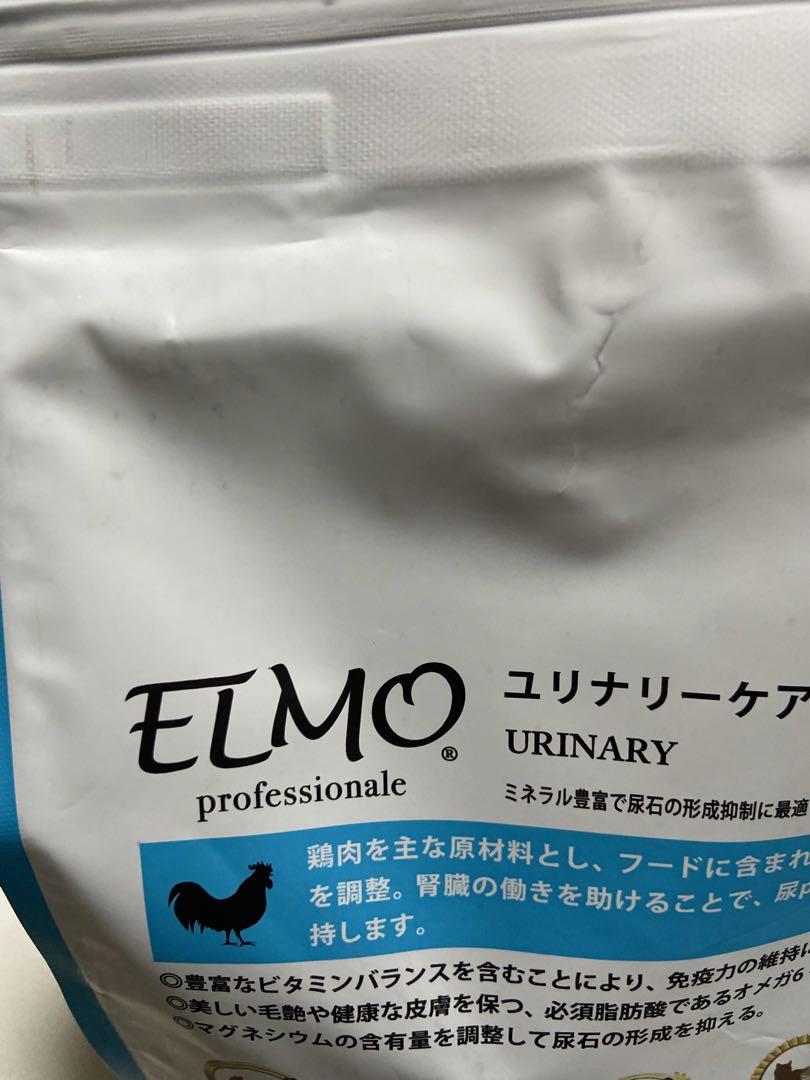 ELMO®
professionale
ユリナリーケア
URINARY
ミネラル豊富で尿石の形成抑制に最適
鶏肉を主な原材料とし、フードに含まれ
を調整。腎臓の働きを助けることで、尿内
持します。
◎豊富なビタミンバランスを含むことにより、免疫力の維持に
◎美しい毛艶や健康な皮膚を保つ、必須脂肪酸であるオメガ6
◎マグネシウムの含有量を調整して尿石の形成を抑える。